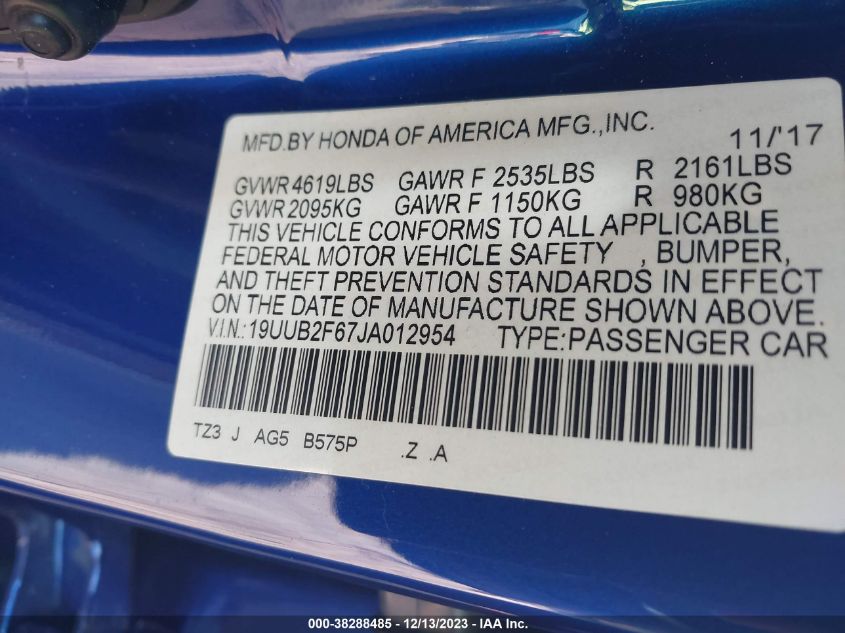 MFD.BY HONDA OF AMERICA MFG.,INC. 11/'17
GVWR 4619LBS GAWR F 2535LBS R 2161LBS
GVWR 2095KG GAWR F 1150KG R 980KG
THIS VEHICLE CONFORMS TO ALL APPLICABLE
FEDERAL MOTOR VEHICLE SAFETY , BUMPER,
AND THEFT PREVENTION STANDARDS IN EFFECT
ON THE DATE OF MANUFACTURE SHOWN ABOVE.
V.I.N.:19UUB2F67JA012954 TYPE:PASSENGER CAR
TZ3 J AG5 B575P .Z .A
000-38288485 - 12/13/2023 - IAA Inc.